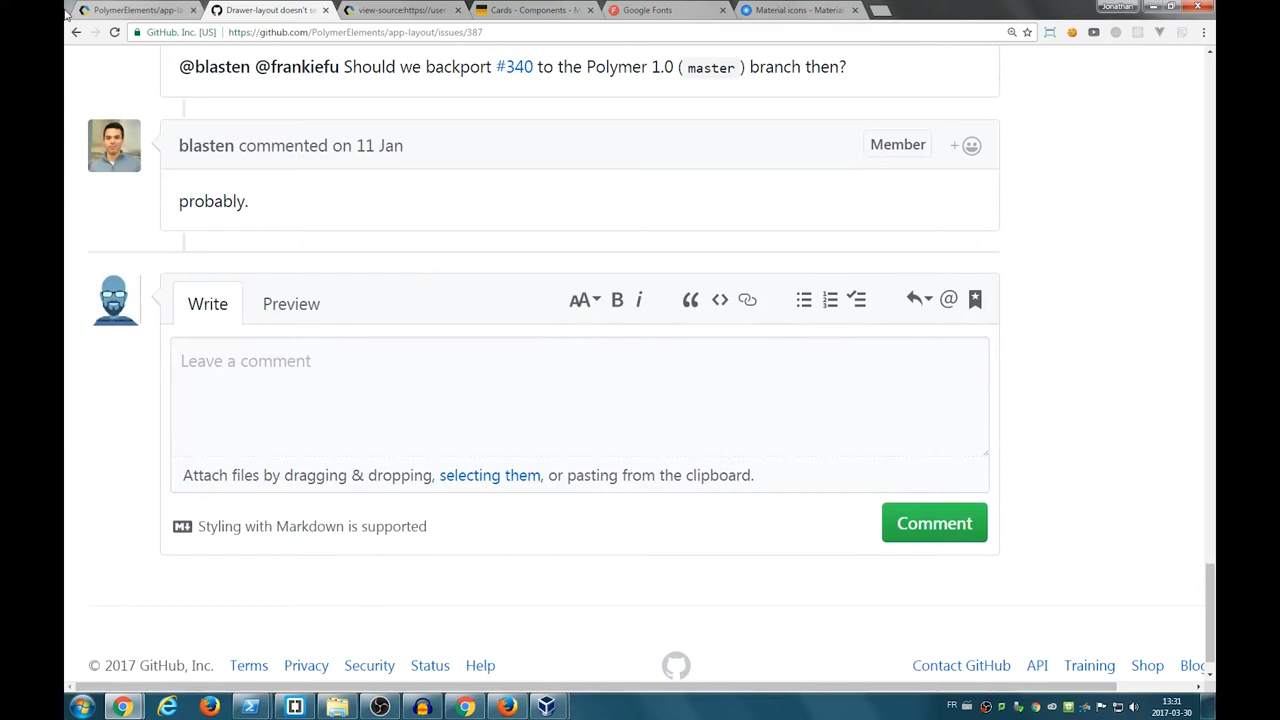 PolymerElements/app-la
Drawer-layout doesn't se
view-source:https://user
Cards - Components - M
Google Fonts
Material icons - Material
Jonathan
GitHub, Inc. [US]
https://github.com/PolymerElements/app-layout/issues/387
@blasten @frankiefu Should we backport #340 to the Polymer 1.0 ( master ) branch then?
blasten commented on 11 Jan
Member
probably.
Write
Preview
AA
B
i
Leave a comment
Attach files by dragging & dropping, selecting them, or pasting from the clipboard.
Styling with Markdown is supported
Comment
© 2017 GitHub, Inc.
Terms
Privacy
Security
Status
Help
Contact GitHub
API
Training
Shop
Blog
FR
13:31
2017-03-30